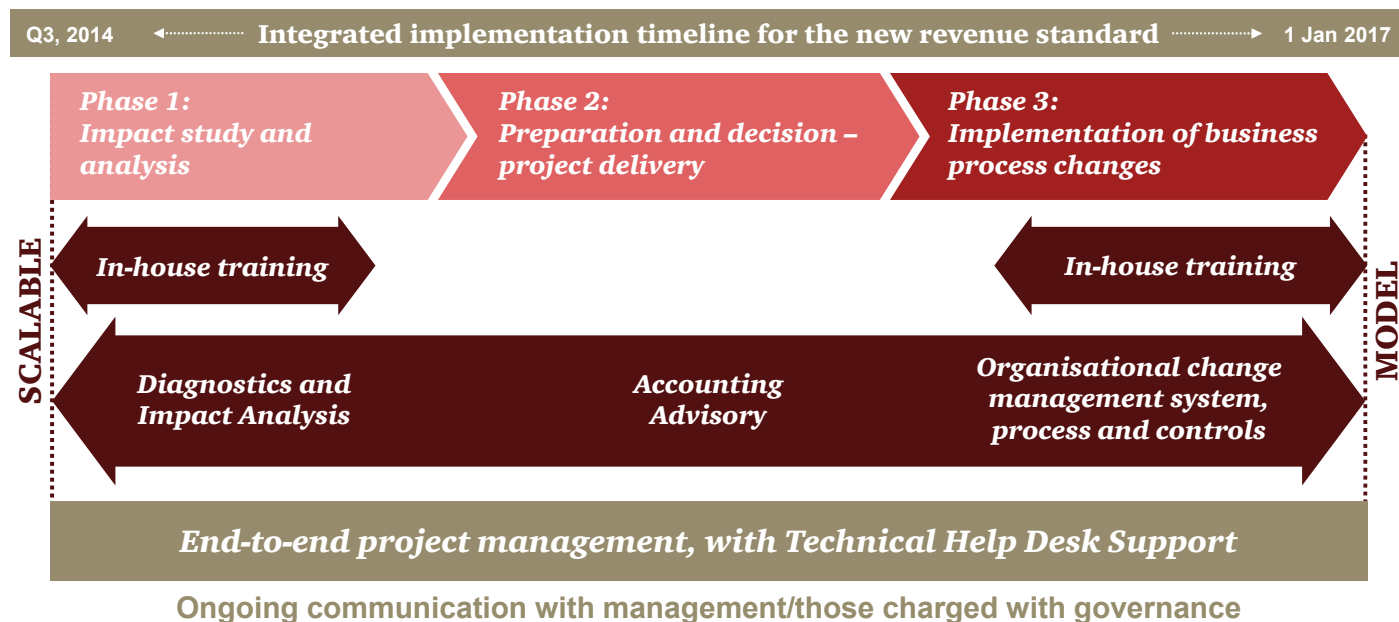 Q3, 2014
Integrated implementation timeline for the new revenue standard
1 Jan 2017
Phase 1:
Impact study and
analysis
Phase 2:
Preparation and decision –
project delivery
Phase 3:
Implementation of business
process changes
SCALABLE
In-house training
In-house training
MODEL
Diagnostics and
Impact Analysis
Accounting
Advisory
Organisational change
management system,
process and controls
End-to-end project management, with Technical Help Desk Support
Ongoing communication with management/those charged with governance